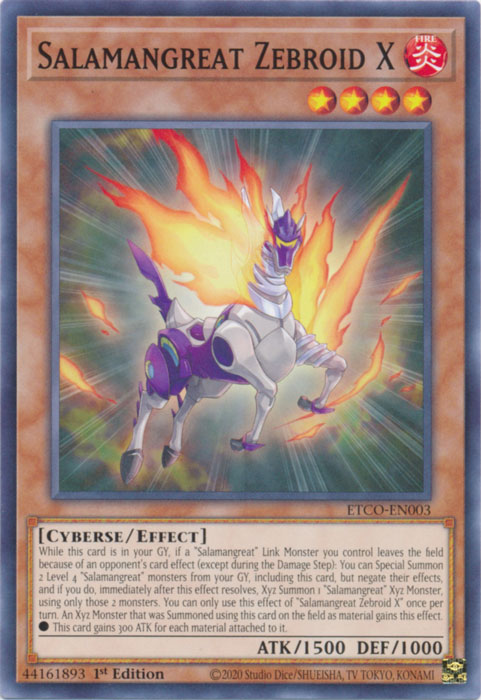 SALAMANGREAT ZEBROID X
FIRE
炎
ETCO-EN003
[CYBERSE/EFFECT]
While this card is in your GY, if a "Salamangreat" Link Monster you control leaves the field
because of an opponent's card effect (except during the Damage Step): You can Special Summon
2 Level 4 "Salamangreat" monsters from your GY, including this card, but negate their effects,
and if you do, immediately after this effect resolves, Xyz Summon 1 "Salamangreat" Xyz Monster,
using only those 2 monsters. You can only use this effect of "Salamangreat Zebroid X" once per
turn. An Xyz Monster that was Summoned using this card on the field as material gains this effect.
● This card gains 300 ATK for each material attached to it.
ATK/1500 DEF/1000
44161893 1st Edition ©2020 Studio Dice/SHUEISHA, TV TOKYO, KONAMI